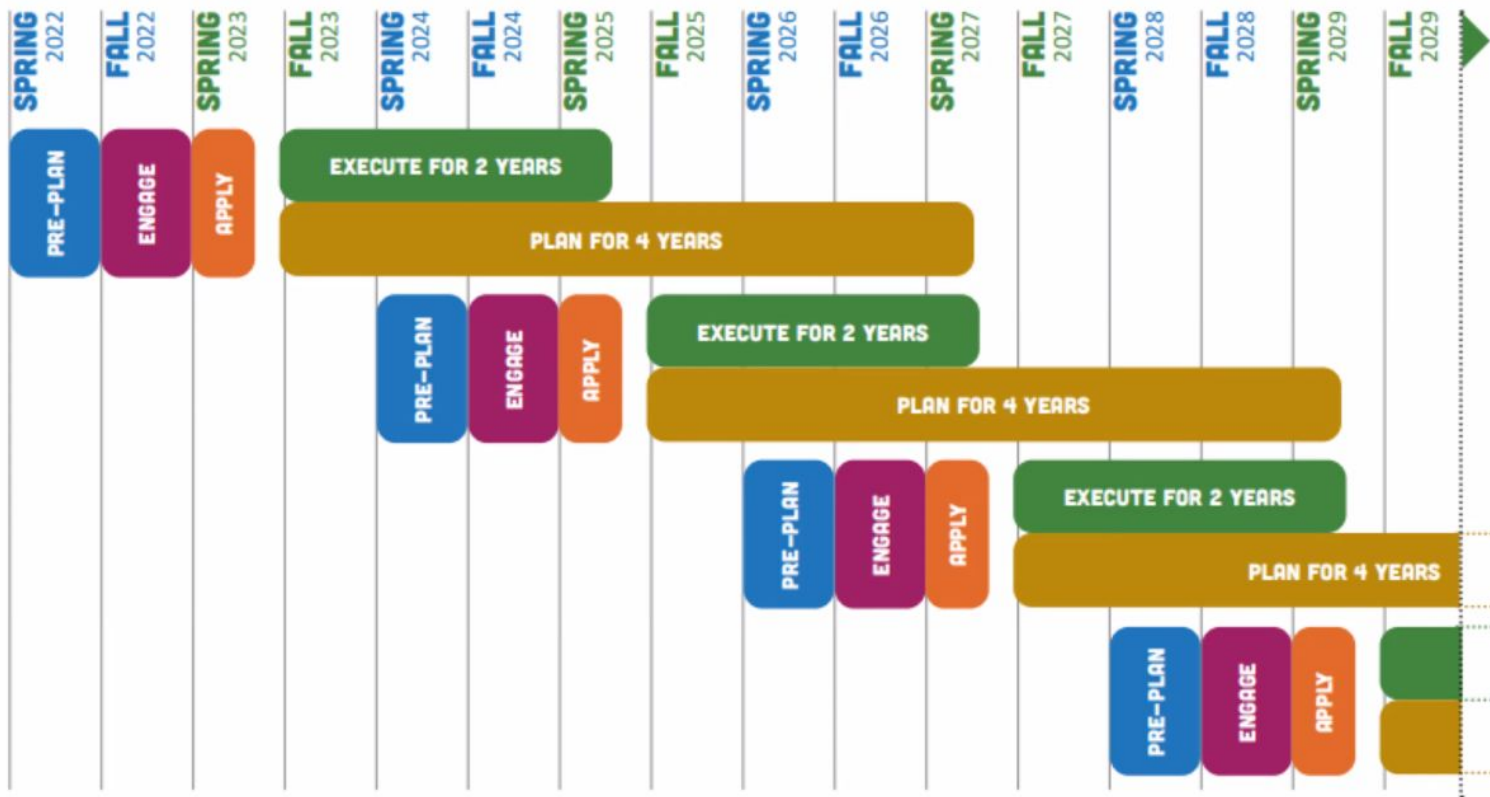 SPRING 2022
FALL 2022
SPRING 2023
FALL 2023
SPRING 2024
FALL 2024
SPRING 2025
FALL 2025
SPRING 2026
FALL 2026
SPRING 2027
FALL 2027
SPRING 2028
FALL 2028
SPRING 2029
FALL 2029
PRE-PLAN
ENGAGE
APPLY
EXECUTE FOR 2 YEARS
PLAN FOR 4 YEARS
PRE-PLAN
ENGAGE
APPLY
EXECUTE FOR 2 YEARS
PLAN FOR 4 YEARS
PRE-PLAN
ENGAGE
APPLY
EXECUTE FOR 2 YEARS
PLAN FOR 4 YEARS
PRE-PLAN
ENGAGE
APPLY